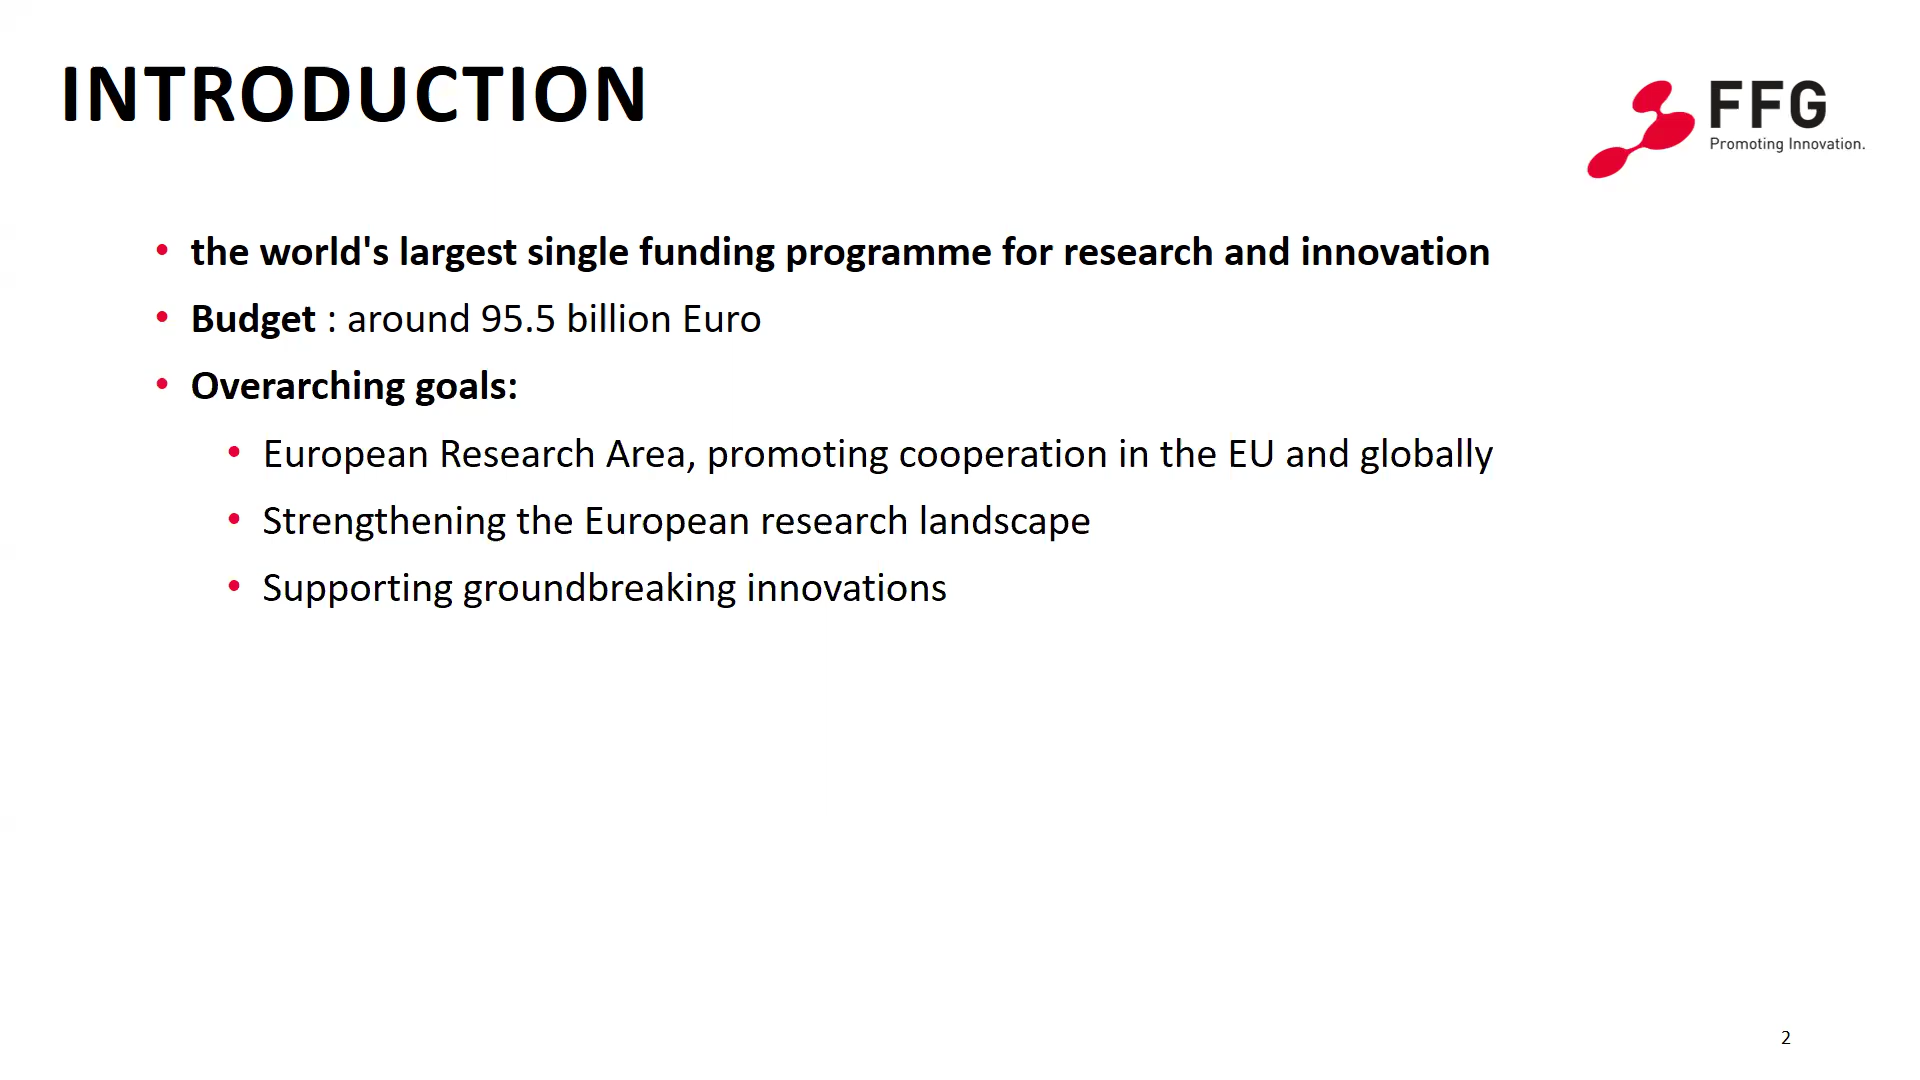 INTRODUCTION
FFG
Promoting Innovation.
• the world's largest single funding programme for research and innovation
• Budget : around 95.5 billion Euro
• Overarching goals:
• European Research Area, promoting cooperation in the EU and globally
• Strengthening the European research landscape
• Supporting groundbreaking innovations
2